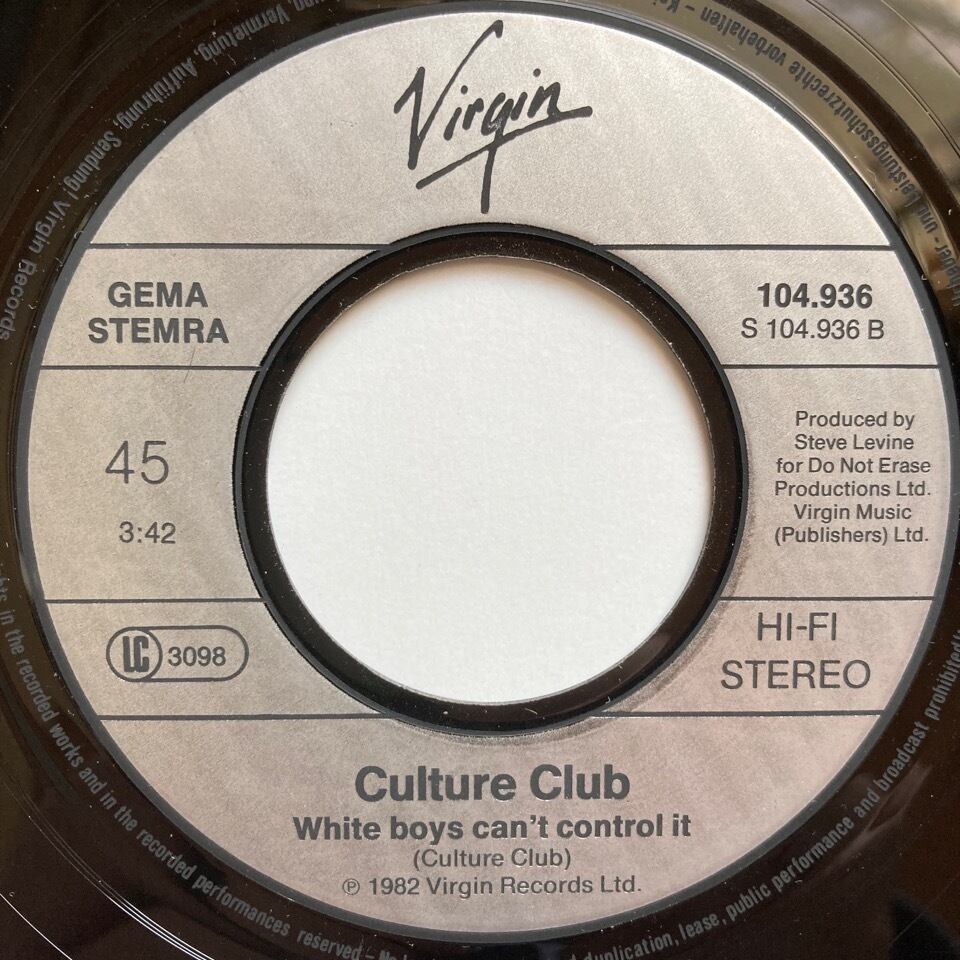 Virgin
GEMA
STEMRA
104.936
S 104.936 B
45
3:42
Produced by
Steve Levine
for Do Not Erase
Productions Ltd.
Virgin Music
(Publishers) Ltd.
LC 3098
HI-FI
STEREO
Culture Club
White boys can't control it
(Culture Club)
℗ 1982 Virgin Records Ltd.
Vermietung, Aufführung, Sendung! Virgin Records
und Leistungsschutzrechte vorbehalten -
in the recorded works and in the recorded performances reserved -
duplication, lease, public performance and broadcast prohibited!